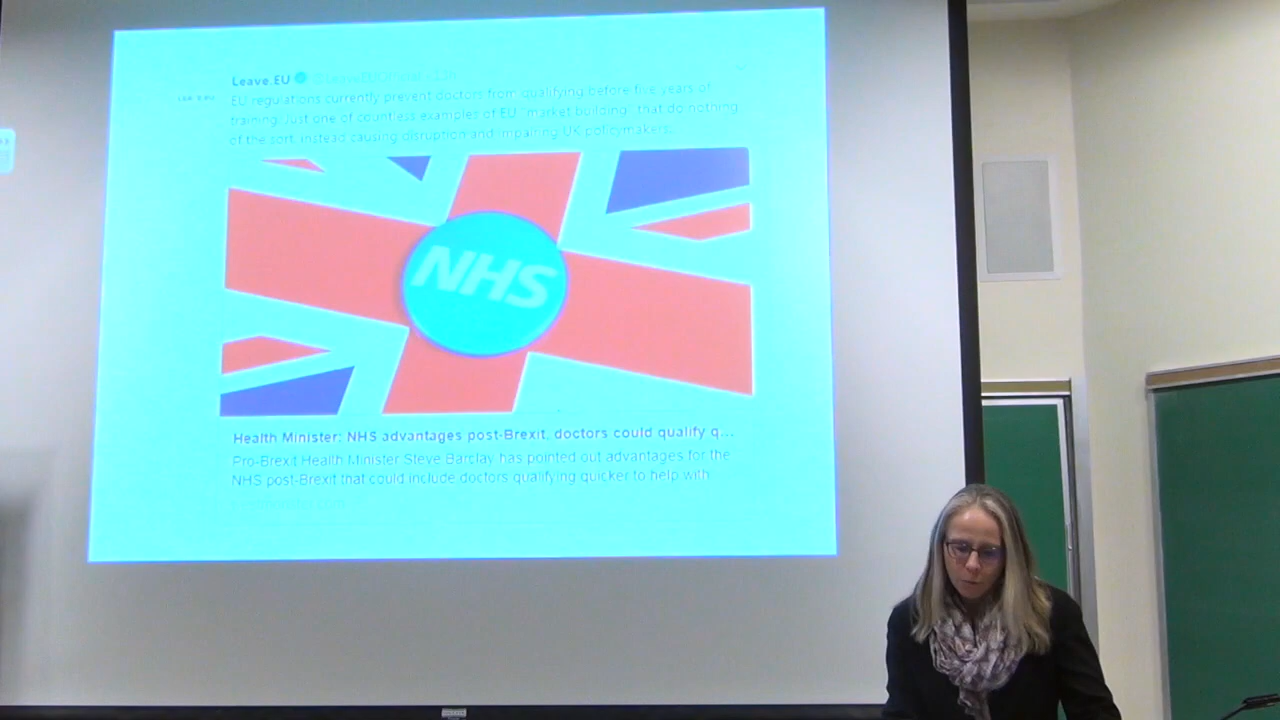 Leave.EU
EU regulations currently prevent doctors from qualifying before five years of
training. Just one of countless examples of EU "market building" that do nothing
of the sort, instead causing disruption and impairing UK policymakers.
NHS
Health Minister: NHS advantages post-Brexit, doctors could qualify q...
Pro-Brexit Health Minister Steve Barclay has pointed out advantages for the
NHS post-Brexit that could include doctors qualifying quicker to help with